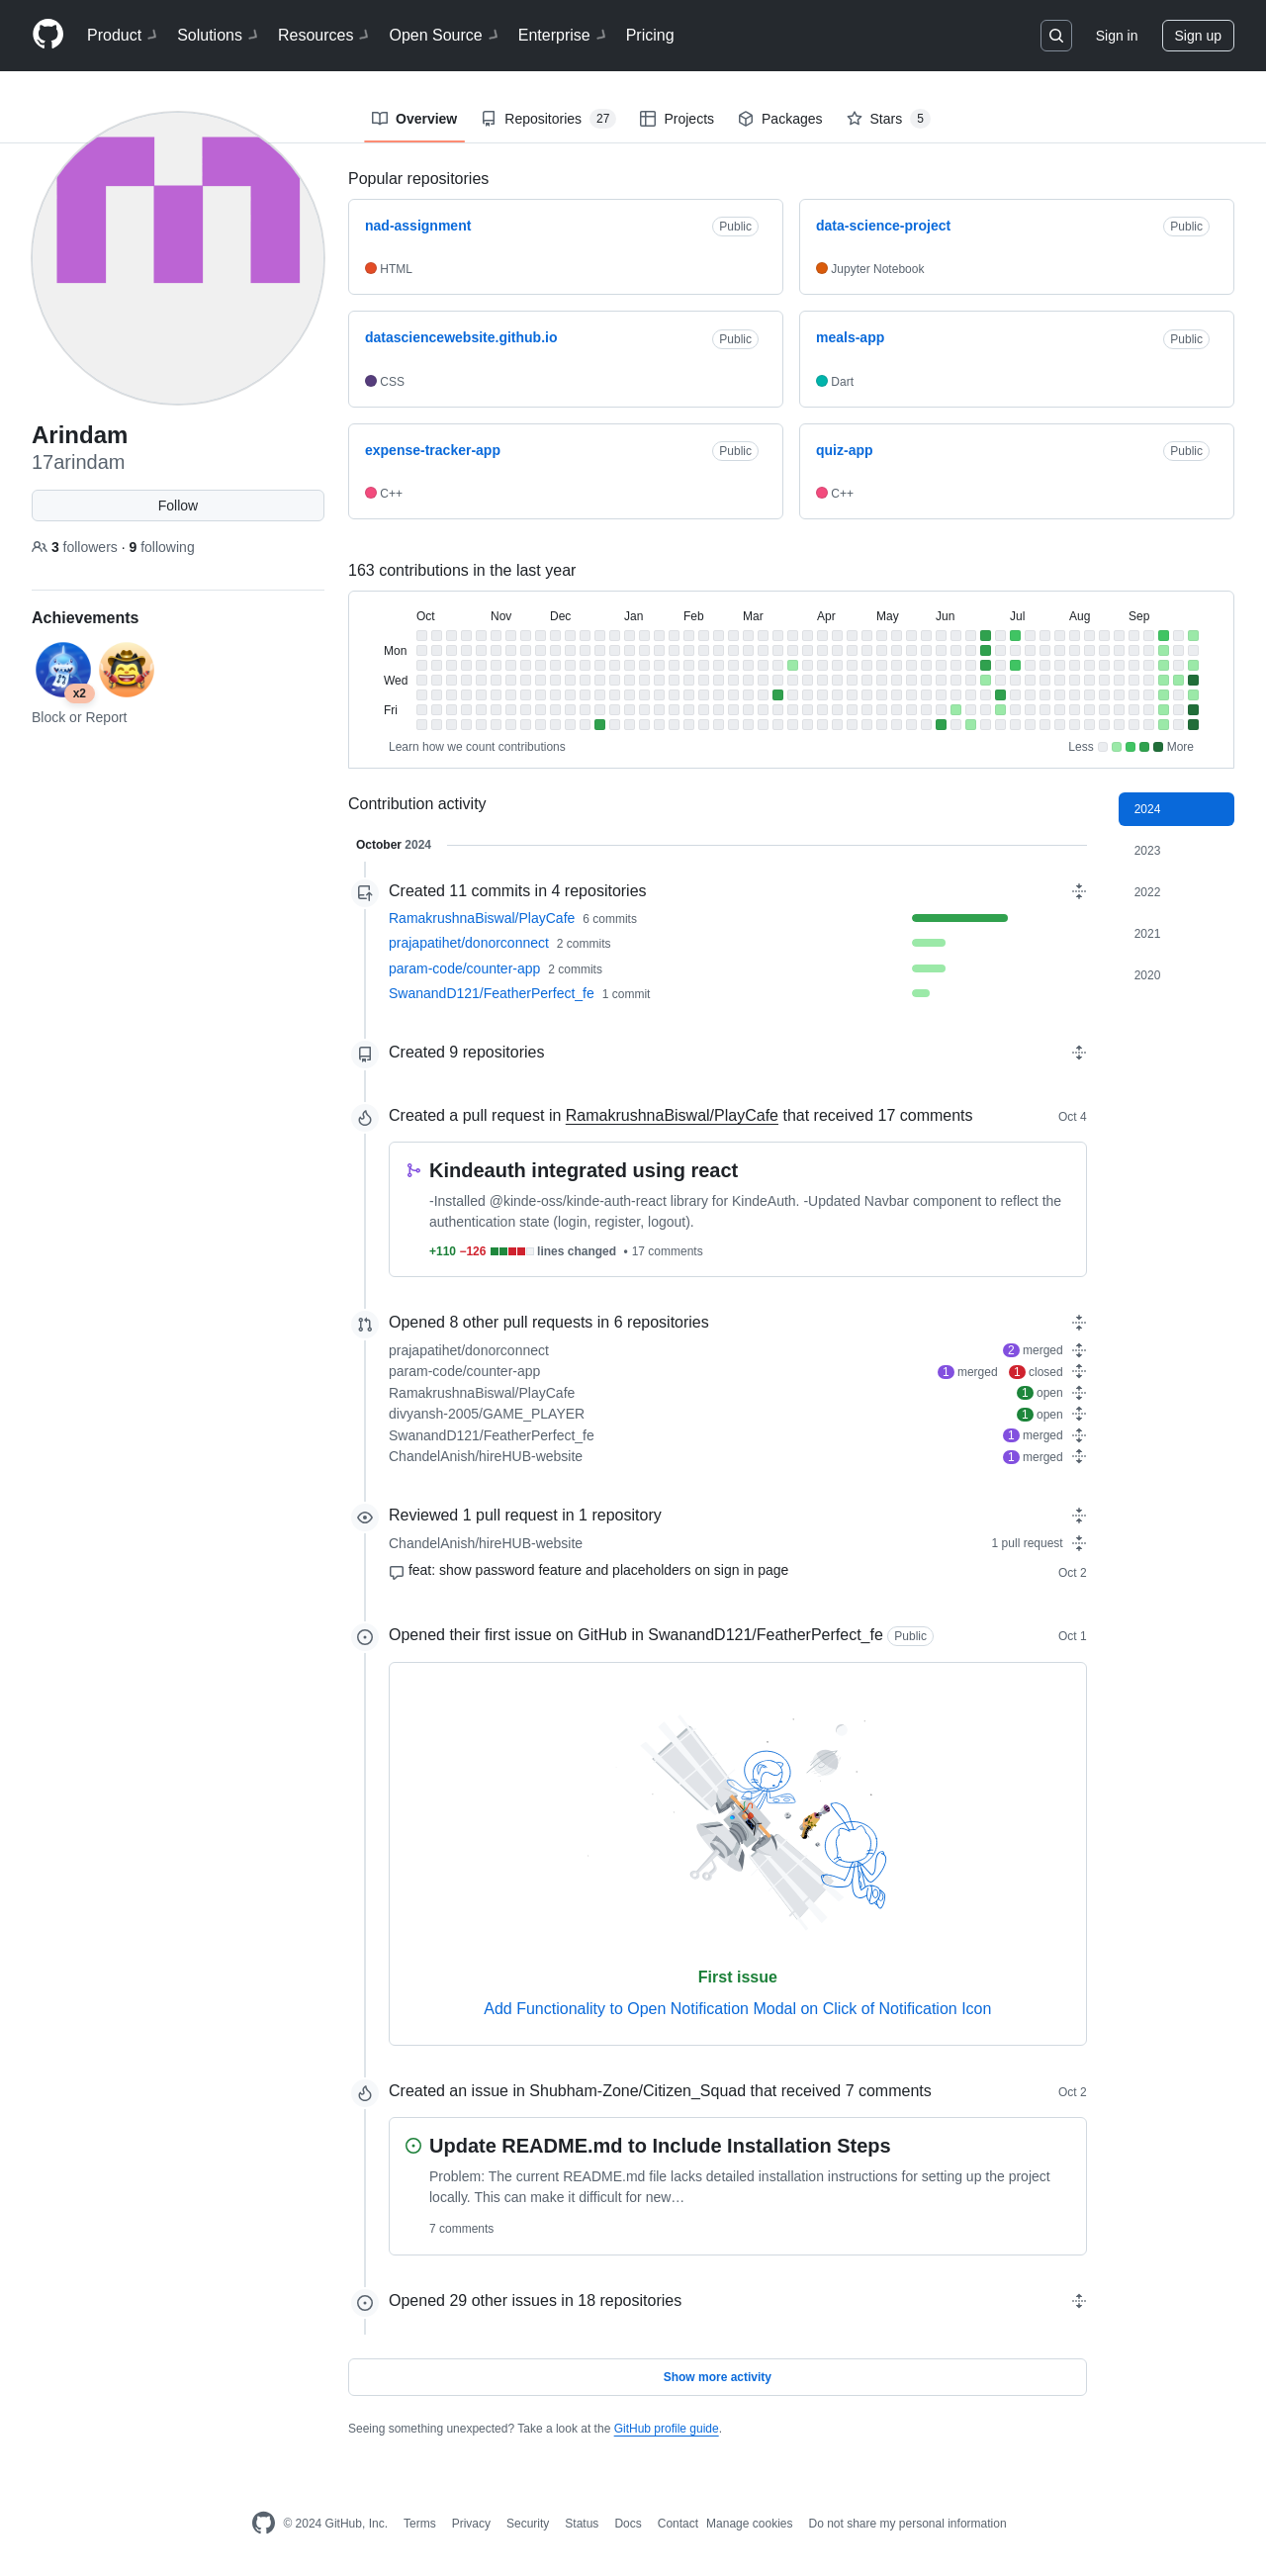 Product Solutions Resources Open Source Enterprise Pricing Sign in Sign up
Overview Repositories 27 Projects Packages Stars 5
Arindam
17arindam
Follow
3 followers · 9 following
Achievements
x2
Block or Report
Popular repositories
nad-assignment Public
HTML
data-science-project Public
Jupyter Notebook
datasciencewebsite.github.io Public
CSS
meals-app Public
Dart
expense-tracker-app Public
C++
quiz-app Public
C++
163 contributions in the last year
Oct Nov Dec Jan Feb Mar Apr May Jun Jul Aug Sep
Mon
Wed
Fri
Learn how we count contributions Less More
Contribution activity
2024
2023
2022
2021
2020
October 2024
Created 11 commits in 4 repositories
RamakrushnaBiswal/PlayCafe 6 commits
prajapatihet/donorconnect 2 commits
param-code/counter-app 2 commits
SwanandD121/FeatherPerfect_fe 1 commit
Created 9 repositories
Created a pull request in RamakrushnaBiswal/PlayCafe that received 17 comments Oct 4
Kindeauth integrated using react
-Installed @kinde-oss/kinde-auth-react library for KindeAuth. -Updated Navbar component to reflect the
authentication state (login, register, logout).
+110 −126 lines changed • 17 comments
Opened 8 other pull requests in 6 repositories
prajapatihet/donorconnect 2 merged
param-code/counter-app 1 merged 1 closed
RamakrushnaBiswal/PlayCafe 1 open
divyansh-2005/GAME_PLAYER 1 open
SwanandD121/FeatherPerfect_fe 1 merged
ChandelAnish/hireHUB-website 1 merged
Reviewed 1 pull request in 1 repository
ChandelAnish/hireHUB-website 1 pull request
feat: show password feature and placeholders on sign in page Oct 2
Opened their first issue on GitHub in SwanandD121/FeatherPerfect_fe Public Oct 1
First issue
Add Functionality to Open Notification Modal on Click of Notification Icon
Created an issue in Shubham-Zone/Citizen_Squad that received 7 comments Oct 2
Update README.md to Include Installation Steps
Problem: The current README.md file lacks detailed installation instructions for setting up the project
locally. This can make it difficult for new…
7 comments
Opened 29 other issues in 18 repositories
Show more activity
Seeing something unexpected? Take a look at the GitHub profile guide.
© 2024 GitHub, Inc. Terms Privacy Security Status Docs Contact Manage cookies Do not share my personal information